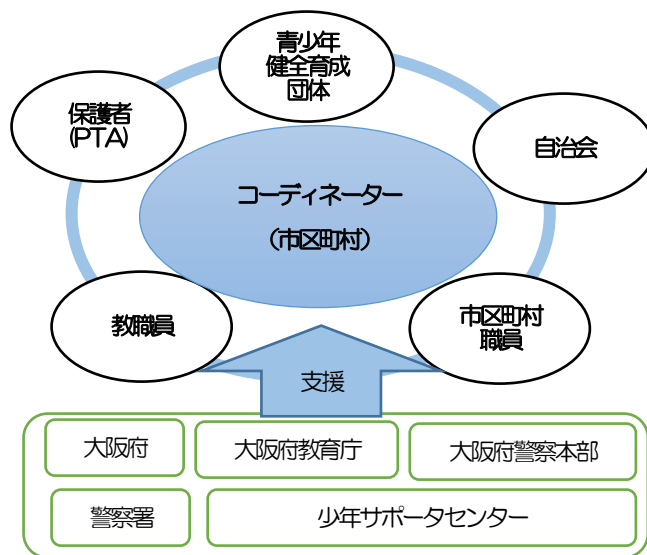 青少年
健全育成
団体
保護者
(PTA)
自治会
コーディネーター
（市区町村）
教職員
市区町村
職員
支援
大阪府
大阪府教育庁
大阪府警察本部
警察署
少年サポータセンター